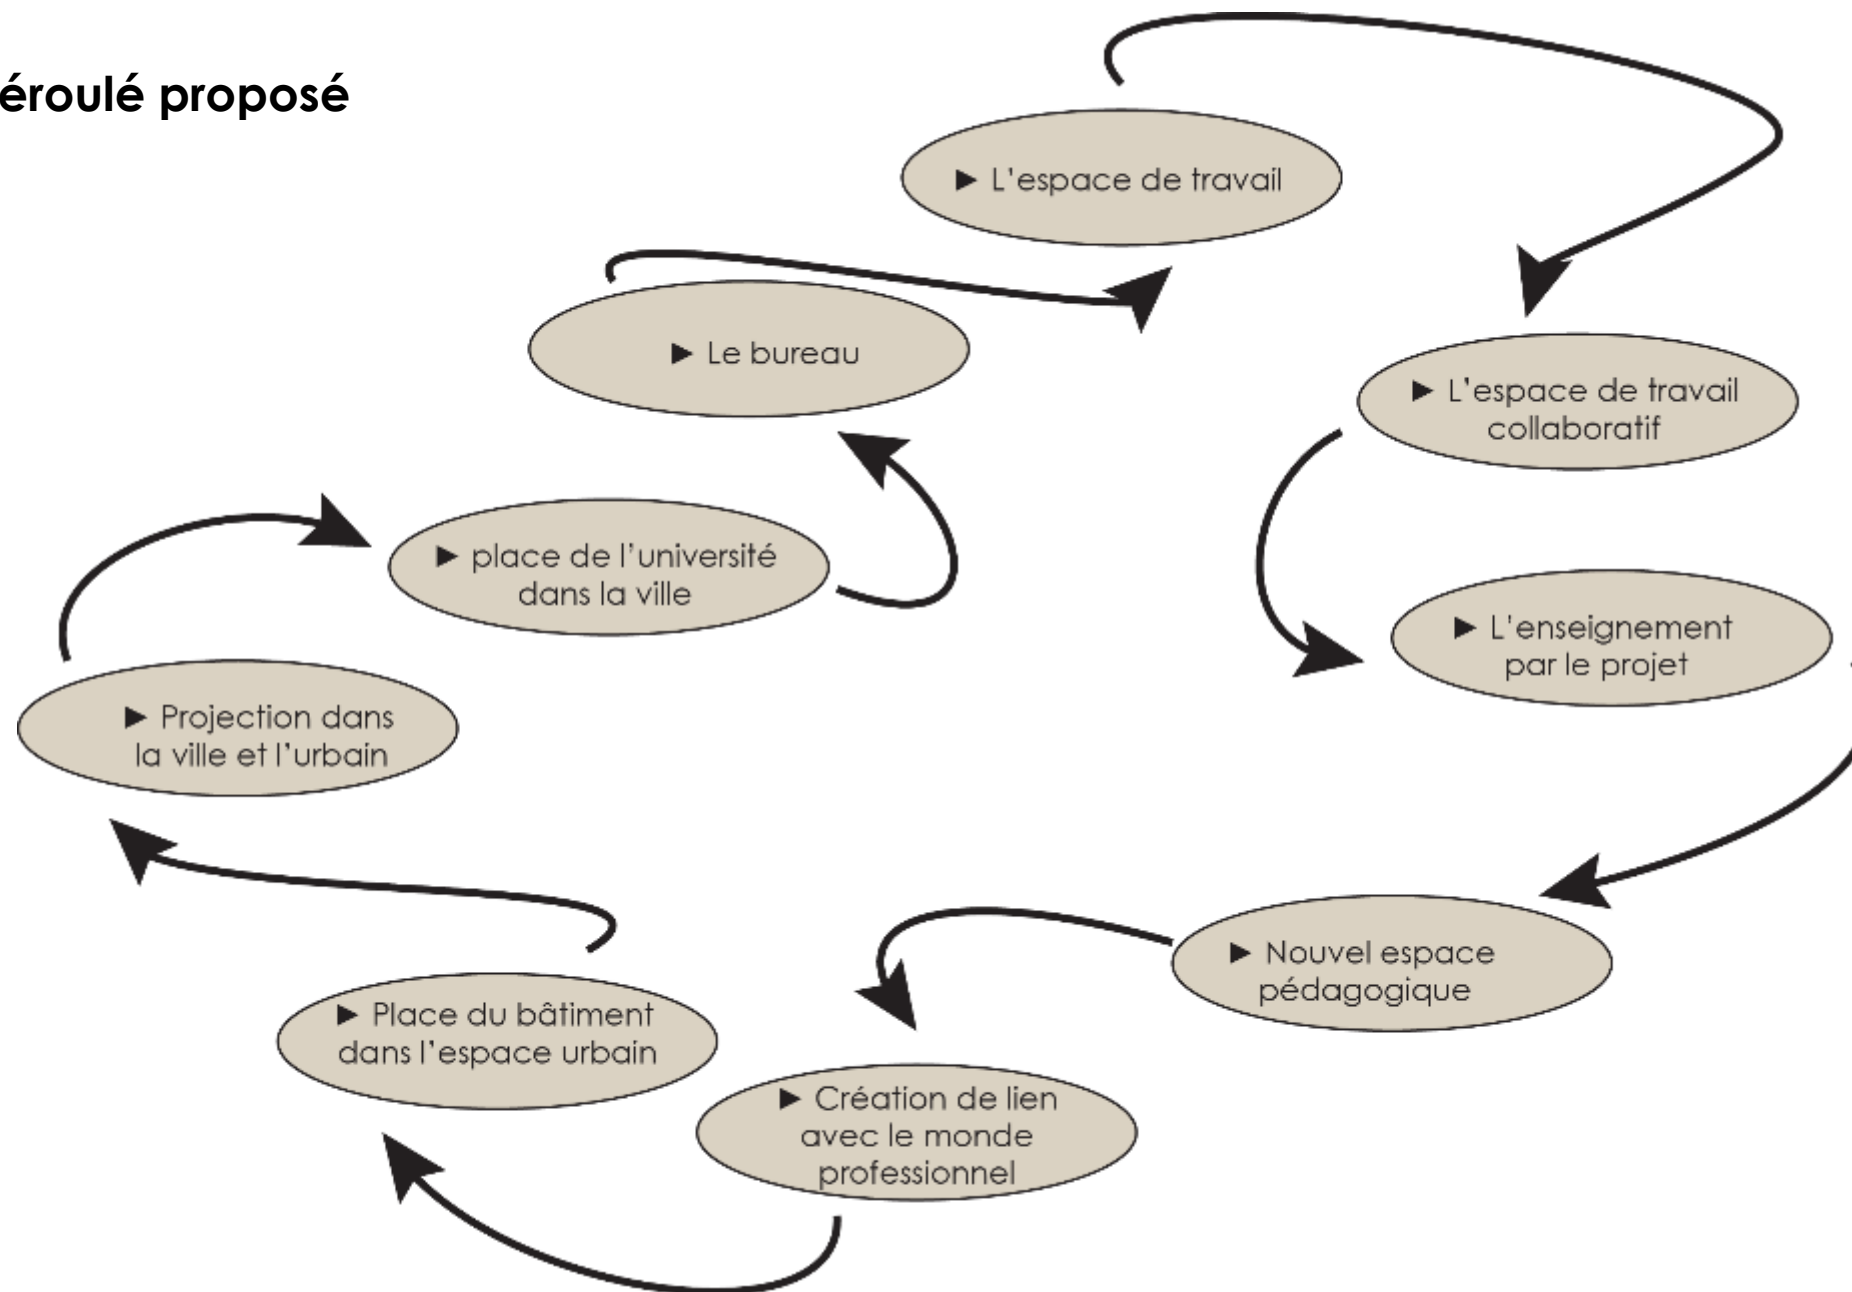 éroulé proposé
► L'espace de travail
► Le bureau
► L'espace de travail
collaboratif
► place de l'université
dans la ville
► L'enseignement
par le projet
► Projection dans
la ville et l'urbain
► Nouvel espace
pédagogique
► Place du bâtiment
dans l'espace urbain
► Création de lien
avec le monde
professionnel